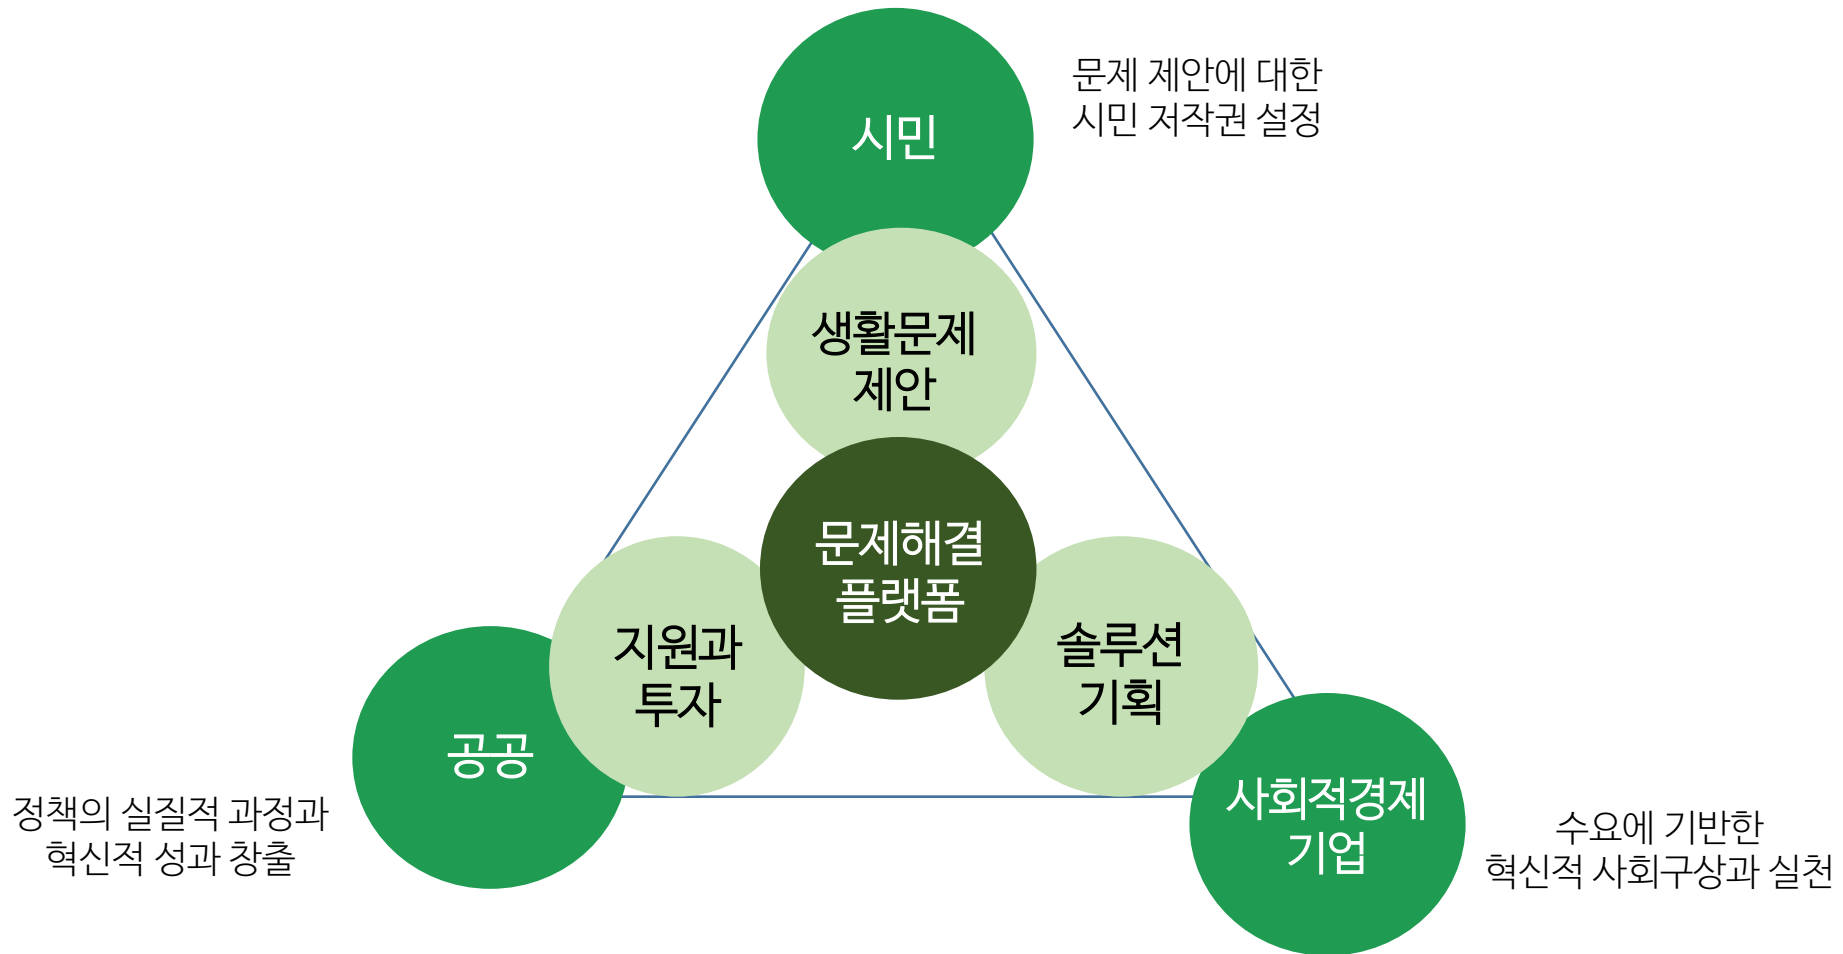 시민
문제 제안에 대한
시민 저작권 설정
생활문제
제안
문제해결
플랫폼
지원과
투자
솔루션
기획
공공
정책의 실질적 과정과
혁신적 성과 창출
사회적경제
기업
수요에 기반한
혁신적 사회구상과 실천